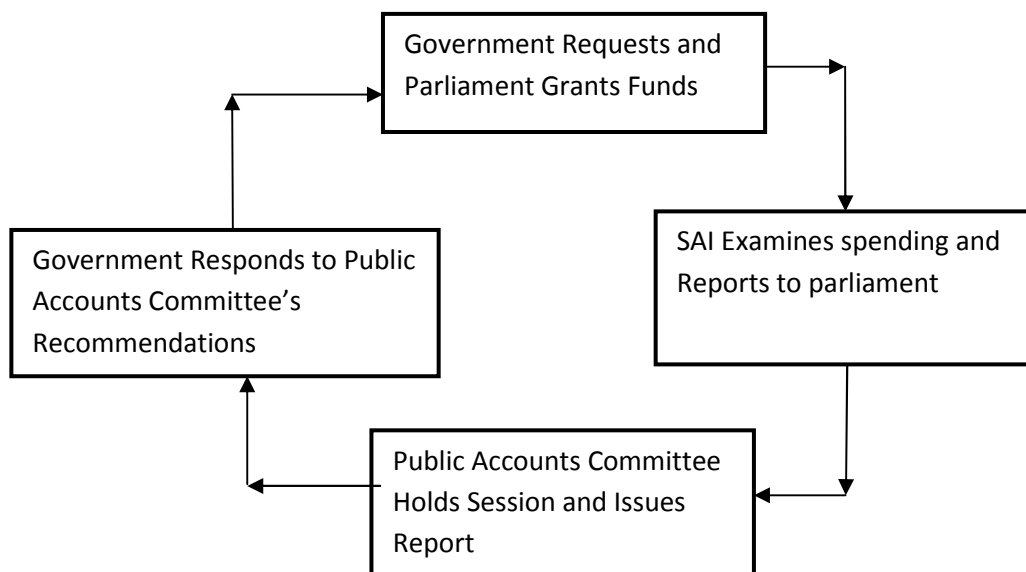 Government Requests and
Parliament Grants Funds
SAI Examines spending and
Reports to parliament
Public Accounts Committee
Holds Session and Issues
Report
Government Responds to Public
Accounts Committee’s
Recommendations